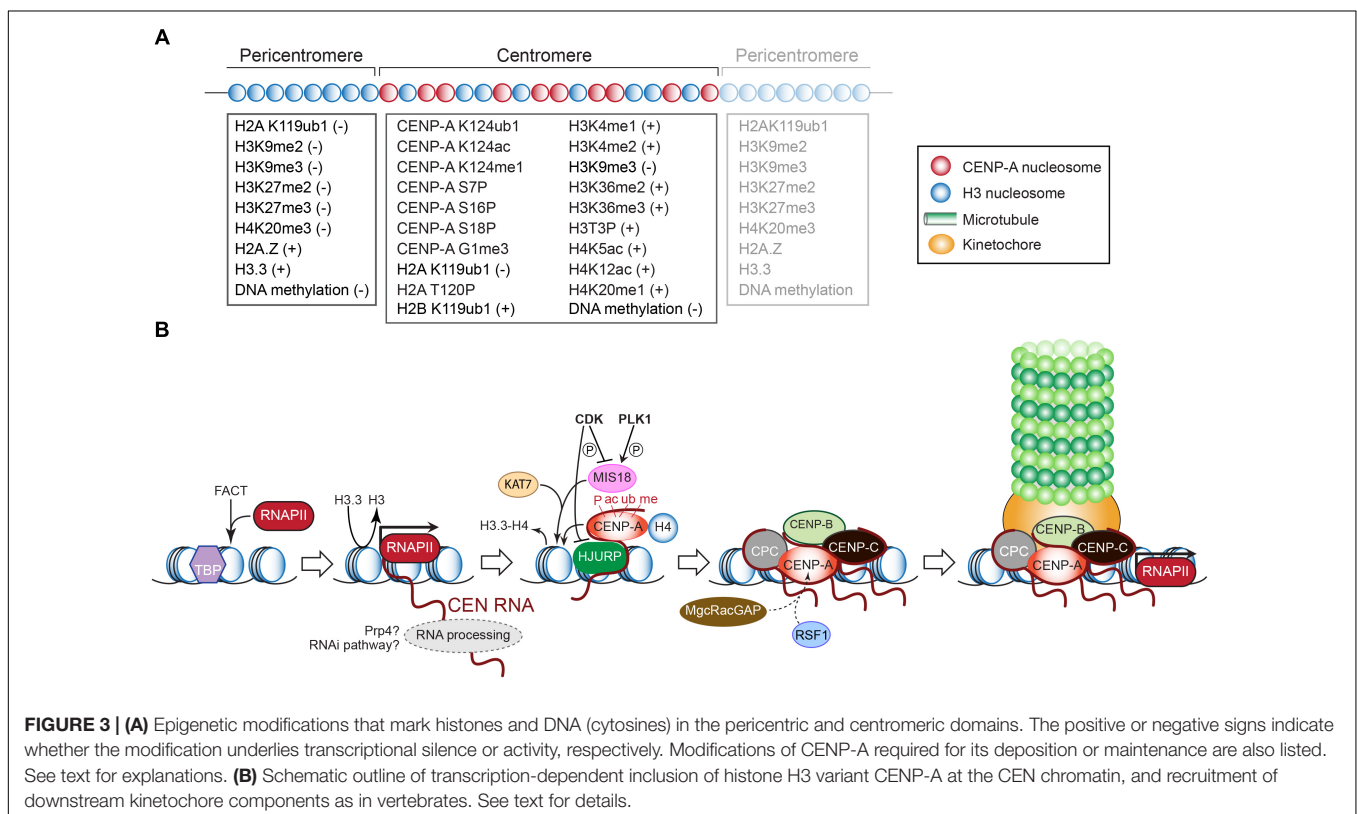 A
Pericentromere
Centromere
Pericentromere
H2A K119ub1 (-)
H3K9me2 (-)
H3K9me3 (-)
H3K27me2 (-)
H3K27me3 (-)
H4K20me3 (-)
H2A.Z (+)
H3.3 (+)
DNA methylation (-)
CENP-A K124ub1
CENP-A K124ac
CENP-A K124me1
CENP-A S7P
CENP-A S16P
CENP-A S18P
CENP-A G1me3
H2A K119ub1 (-)
H2A T120P
H2B K119ub1 (+)
H3K4me1 (+)
H3K4me2 (+)
H3K9me3 (-)
H3K36me2 (+)
H3K36me3 (+)
H3T3P (+)
H4K5ac (+)
H4K12ac (+)
H4K20me1 (+)
DNA methylation (-)
H2AK119ub1
H3K9me2
H3K9me3
H3K27me2
H3K27me3
H4K20me3
H2A.Z
H3.3
DNA methylation
CENP-A nucleosome
H3 nucleosome
Microtubule
Kinetochore
B
FACT
RNAPII
TBP
H3.3 H3
RNAPII
CEN RNA
Prp4?
RNAi pathway?
RNA processing
CDK PLK1
P P
MIS18
KAT7
P ac ub me
H3.3-H4
CENP-A
H4
HJURP
CENP-B
CPC
CENP-C
CENP-A
MgcRacGAP
RSF1
CENP-B
CPC
CENP-C
CENP-A
RNAPII
FIGURE 3 | (A) Epigenetic modifications that mark histones and DNA (cytosines) in the pericentric and centromeric domains. The positive or negative signs indicate
whether the modification underlies transcriptional silence or activity, respectively. Modifications of CENP-A required for its deposition or maintenance are also listed.
See text for explanations. (B) Schematic outline of transcription-dependent inclusion of histone H3 variant CENP-A at the CEN chromatin, and recruitment of
downstream kinetochore components as in vertebrates. See text for details.